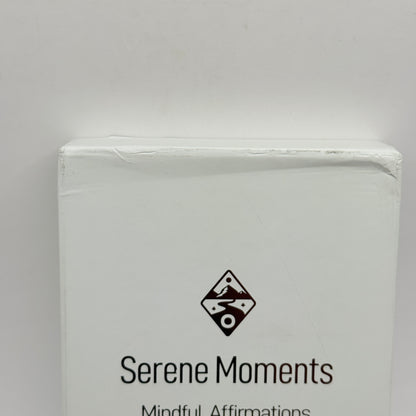 Serene Moments
Mindful Affirmations